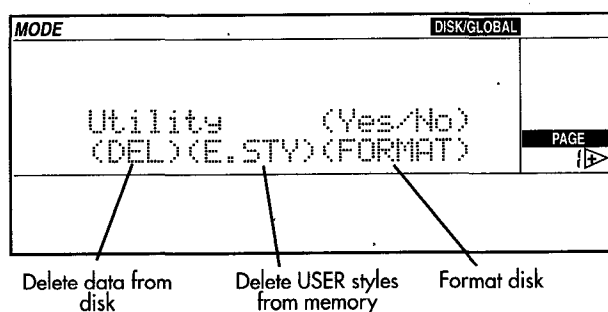 MODE DISK/GLOBAL
Utility (Yes/No)
PAGE
(DEL)(E.STY)(FORMAT)
1+
Delete data from Delete USER styles Format disk
disk from memory